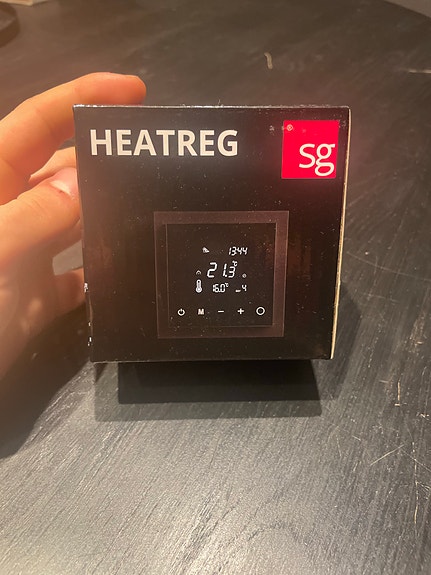 HEATREG
sg
13:44
21.3°C
16.0°C 4
M − +